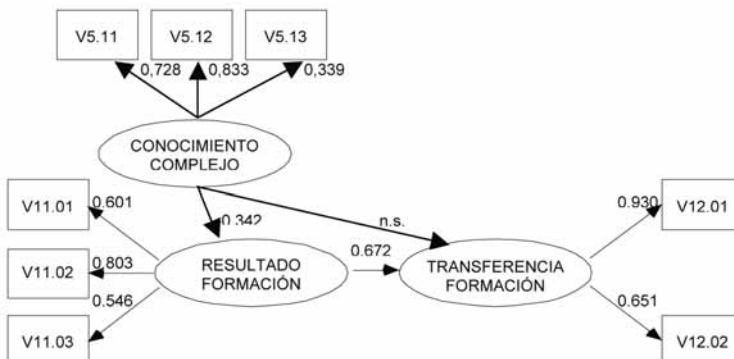 V5.11
V5.12
V5.13
0,728
0,833
0,339
CONOCIMIENTO
COMPLEJO
V11.01
0.601
0.342
n.s.
0.930
V12.01
V11.02
0.803
RESULTADO
FORMACIÓN
0.672
TRANSFERENCIA
FORMACIÓN
0.546
0.651
V11.03
V12.02